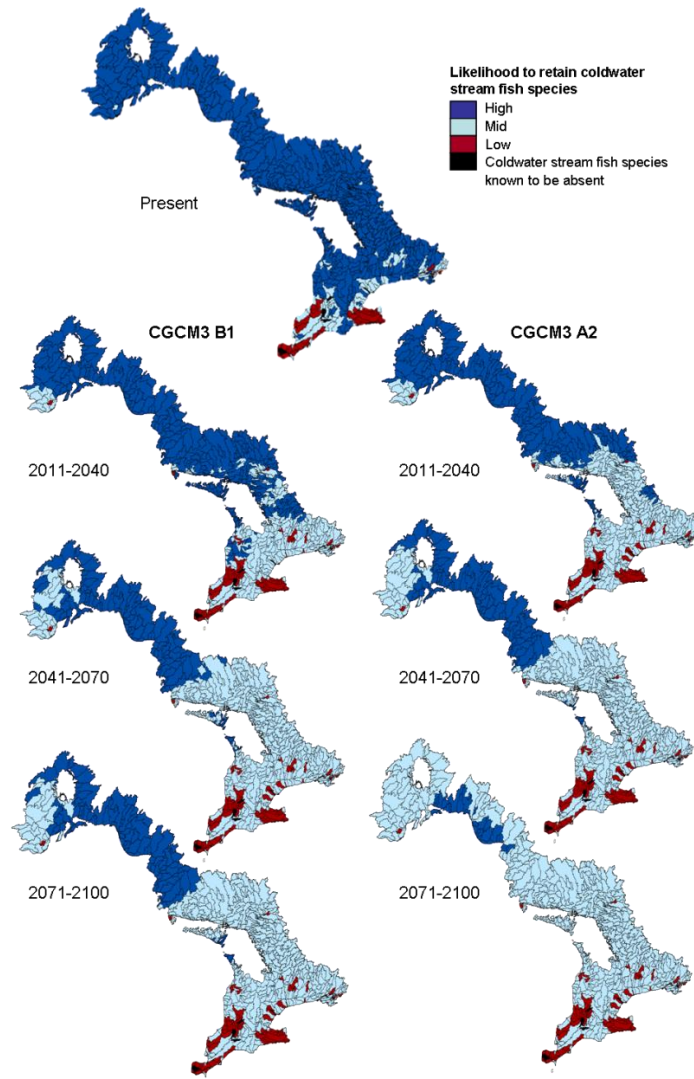 Likelihood to retain coldwater
stream fish species
High
Mid
Low
Coldwater stream fish species
known to be absent
Present
CGCM3 B1
CGCM3 A2
2011-2040
2011-2040
2041-2070
2041-2070
2071-2100
2071-2100